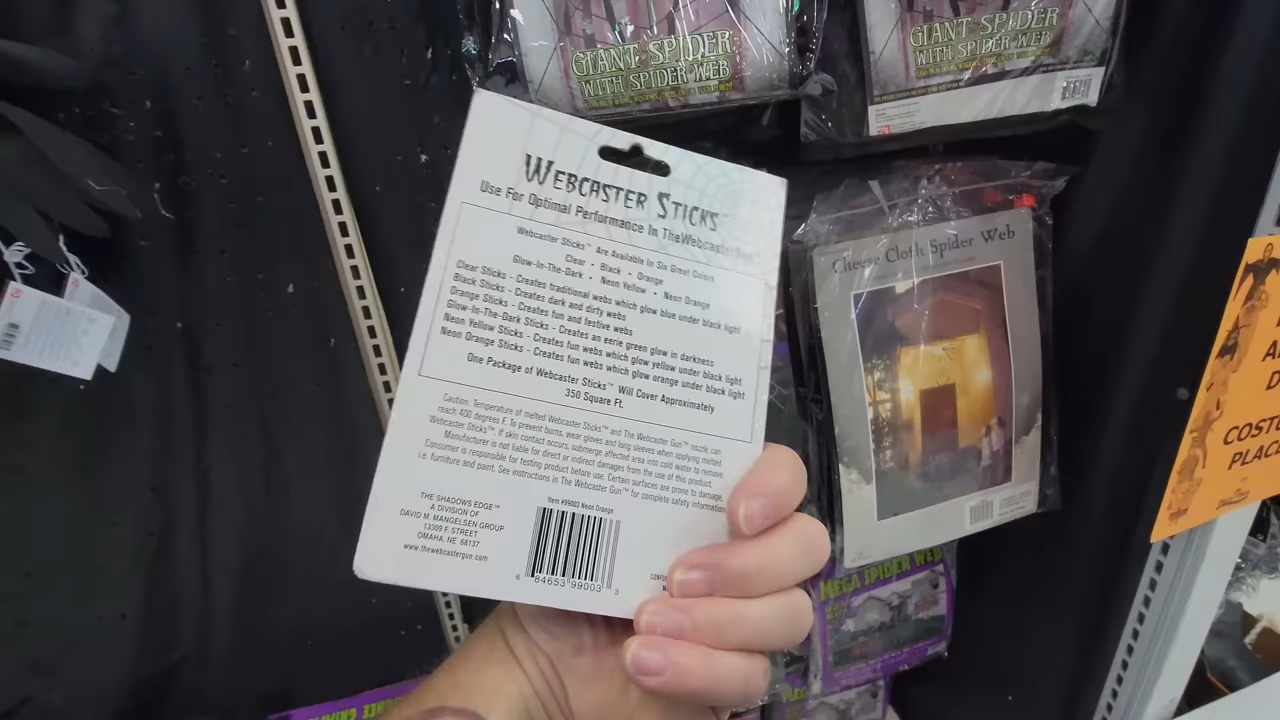 GIANT SPIDER
WITH SPIDER WEB
GIANT SPIDER
WITH SPIDER WEB
WEBCASTER STICKS
Use For Optimal Performance In TheWebcaster
Webcaster Sticks™ Are Available In Six Great Colors
Clear • Black • Orange
Glow-In-The-Dark • Neon Yellow • Neon Orange
Clear Sticks - Creates traditional webs which glow blue under black light
Black Sticks - Creates dark and dirty webs
Orange Sticks - Creates fun and festive webs
Glow-In-The-Dark Sticks - Creates an eerie green glow in darkness
Neon Yellow Sticks - Creates fun webs which glow yellow under black light
Neon Orange Sticks - Creates fun webs which glow orange under black light
One Package of Webcaster Sticks™ Will Cover Approximately
350 Square Ft.
Caution: Temperature of melted Webcaster Sticks™ and The Webcaster Gun™ nozzle can
reach 400 degrees F. To prevent burns, wear gloves and long sleeves when applying melted
Webcaster Sticks™. If skin contact occurs, submerge affected area into cold water to remove.
Manufacturer is not liable for direct or indirect damages from the use of this product.
Consumer is responsible for testing product before use. Certain surfaces are prone to damage,
i.e. furniture and paint. See instructions in The Webcaster Gun™ for complete safety information
THE SHADOWS EDGE™
A DIVISION OF
DAVID M. MANGELSEN GROUP
13309 F STREET
OMAHA, NE 68137
www.thewebcastergun.com
Item #99003 Neon Orange
6 84653 99003 3
CONFO
MA
Cheese Cloth Spider Web
MEGA SPIDER WEB
A
D
COSTU
PLACE